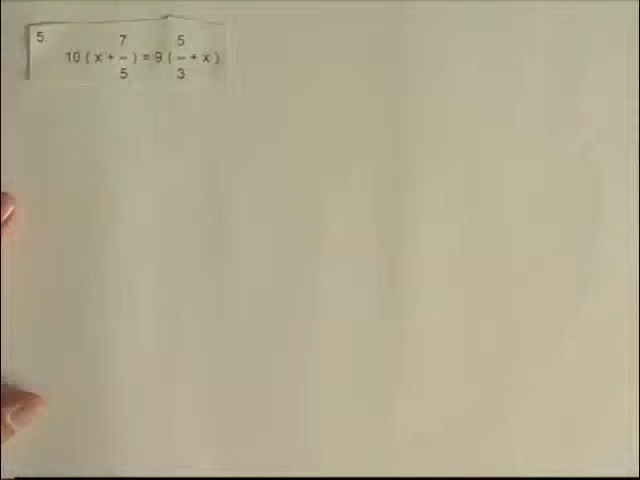 5.
10 ( x + 7/5 ) = 9 ( 5/3 + x )